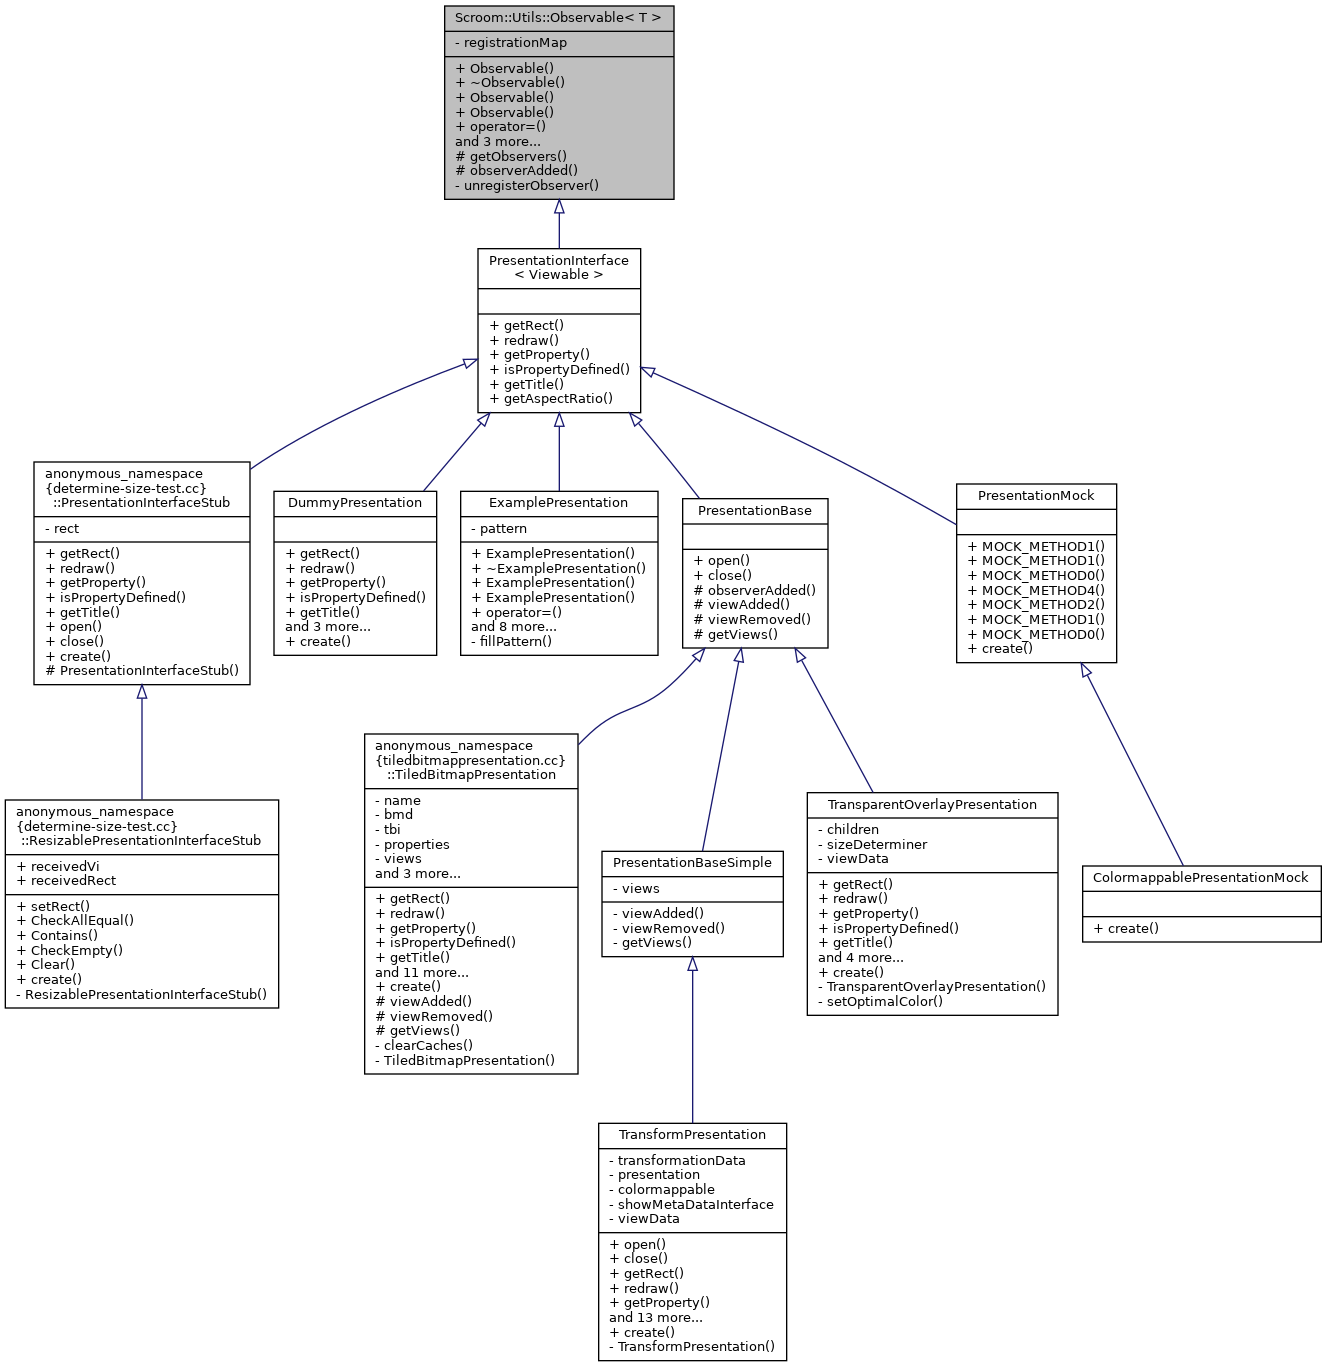 Scroom::Utils::Observable< T >
- registrationMap
+ Observable()
+ ~Observable()
+ Observable()
+ Observable()
+ operator=()
and 3 more...
# getObservers()
# observerAdded()
- unregisterObserver()
PresentationInterface
< Viewable >
+ getRect()
+ redraw()
+ getProperty()
+ isPropertyDefined()
+ getTitle()
+ getAspectRatio()
anonymous_namespace
{determine-size-test.cc}
::PresentationInterfaceStub
- rect
+ getRect()
+ redraw()
+ getProperty()
+ isPropertyDefined()
+ getTitle()
+ open()
+ close()
+ create()
# PresentationInterfaceStub()
DummyPresentation
+ getRect()
+ redraw()
+ getProperty()
+ isPropertyDefined()
+ getTitle()
and 3 more...
+ create()
ExamplePresentation
- pattern
+ ExamplePresentation()
+ ~ExamplePresentation()
+ ExamplePresentation()
+ ExamplePresentation()
+ operator=()
and 8 more...
- fillPattern()
PresentationBase
+ open()
+ close()
# observerAdded()
# viewAdded()
# viewRemoved()
# getViews()
PresentationMock
+ MOCK_METHOD1()
+ MOCK_METHOD1()
+ MOCK_METHOD0()
+ MOCK_METHOD4()
+ MOCK_METHOD2()
+ MOCK_METHOD1()
+ MOCK_METHOD0()
+ create()
anonymous_namespace
{determine-size-test.cc}
::ResizablePresentationInterfaceStub
+ receivedVi
+ receivedRect
+ setRect()
+ CheckAllEqual()
+ Contains()
+ CheckEmpty()
+ Clear()
+ create()
- ResizablePresentationInterfaceStub()
anonymous_namespace
{tiledbitmappresentation.cc}
::TiledBitmapPresentation
- name
- bmd
- tbi
- properties
- views
and 3 more...
+ getRect()
+ redraw()
+ getProperty()
+ isPropertyDefined()
+ getTitle()
and 11 more...
+ create()
# viewAdded()
# viewRemoved()
# getViews()
- clearCaches()
- TiledBitmapPresentation()
PresentationBaseSimple
- views
- viewAdded()
- viewRemoved()
- getViews()
TransparentOverlayPresentation
- children
- sizeDeterminer
- viewData
+ getRect()
+ redraw()
+ getProperty()
+ isPropertyDefined()
+ getTitle()
and 4 more...
+ create()
- TransparentOverlayPresentation()
- setOptimalColor()
ColormappablePresentationMock
+ create()
TransformPresentation
- transformationData
- presentation
- colormappable
- showMetaDataInterface
- viewData
+ open()
+ close()
+ getRect()
+ redraw()
+ getProperty()
and 13 more...
+ create()
- TransformPresentation()